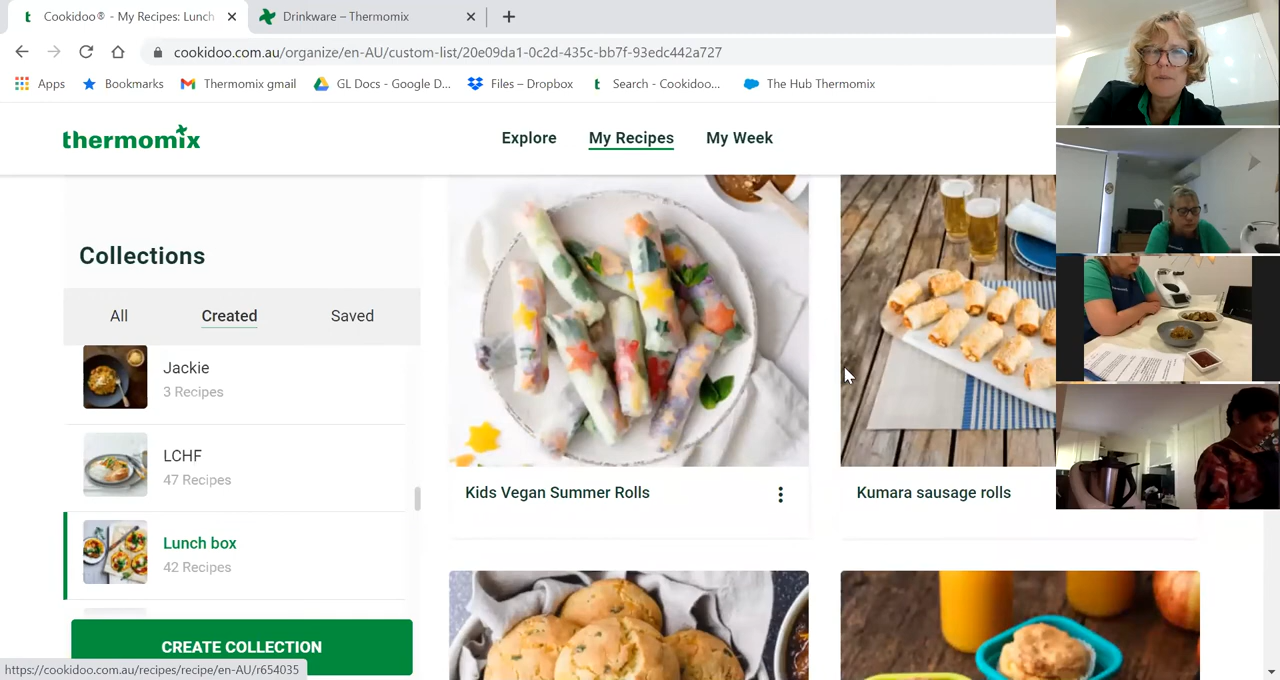 Cookidoo® - My Recipes: Lunch
Drinkware – Thermomix
cookidoo.com.au/organize/en-AU/custom-list/20e09da1-0c2d-435c-bb7f-93edc442a727
Apps
Bookmarks
Thermomix gmail
GL Docs - Google D...
Files – Dropbox
Search - Cookidoo...
The Hub Thermomix
thermomix
Explore
My Recipes
My Week
Collections
All
Created
Saved
Jackie
3 Recipes
LCHF
47 Recipes
Lunch box
42 Recipes
CREATE COLLECTION
Kids Vegan Summer Rolls
Kumara sausage rolls
https://cookidoo.com.au/recipes/recipe/en-AU/r654035